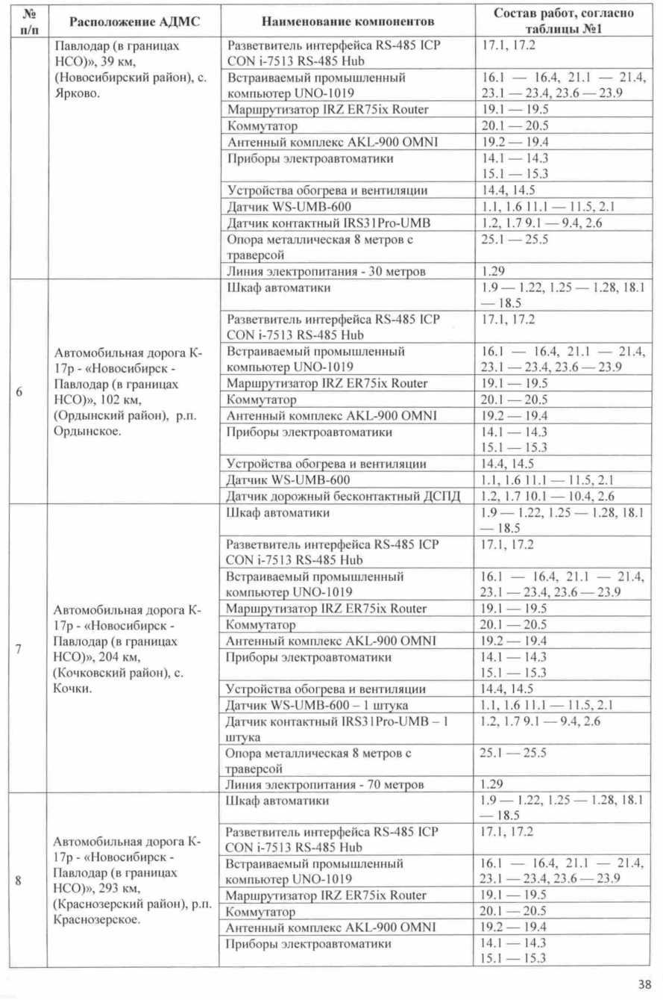 № п/п Расположение АДМС Наименование компонентов Состав работ, согласно таблицы №1
Павлодар (в границах
НСО)», 39 км,
(Новосибирский район), с.
Ярково.
Разветвитель интерфейса RS-485 ICP
CON i-7513 RS-485 Hub
17.1, 17.2
Встраиваемый промышленный
компьютер UNO-1019
16.1 — 16.4, 21.1 — 21.4,
23.1 — 23.4, 23.6 — 23.9
Маршрутизатор IRZ ER75ix Router
19.1 — 19.5
Коммутатор
20.1 — 20.5
Антенный комплекс AKL-900 OMNI
19.2 — 19.4
Приборы электроавтоматики
14.1 — 14.3
15.1 — 15.3
Устройства обогрева и вентиляции
14.4, 14.5
Датчик WS-UMB-600
1.1, 1.6 11.1 — 11.5, 2.1
Датчик контактный IRS31Pro-UMB
1.2, 1.7 9.1 — 9.4, 2.6
Опора металлическая 8 метров с
траверсой
25.1 — 25.5
Линия электропитания - 30 метров
1.29
6
Автомобильная дорога К-
17р - «Новосибирск -
Павлодар (в границах
НСО)», 102 км,
(Ордынский район), р.п.
Ордынское.
Шкаф автоматики
1.9 — 1.22, 1.25 — 1.28, 18.1
— 18.5
Разветвитель интерфейса RS-485 ICP
CON i-7513 RS-485 Hub
17.1, 17.2
Встраиваемый промышленный
компьютер UNO-1019
16.1 — 16.4, 21.1 — 21.4,
23.1 — 23.4, 23.6 — 23.9
Маршрутизатор IRZ ER75ix Router
19.1 — 19.5
Коммутатор
20.1 — 20.5
Антенный комплекс AKL-900 OMNI
19.2 — 19.4
Приборы электроавтоматики
14.1 — 14.3
15.1 — 15.3
Устройства обогрева и вентиляции
14.4, 14.5
Датчик WS-UMB-600
1.1, 1.6 11.1 — 11.5, 2.1
Датчик дорожный бесконтактный ДСПД
1.2, 1.7 10.1 — 10.4, 2.6
7
Автомобильная дорога К-
17р - «Новосибирск -
Павлодар (в границах
НСО)», 204 км,
(Кочковский район), с.
Кочки.
Шкаф автоматики
1.9 — 1.22, 1.25 — 1.28, 18.1
— 18.5
Разветвитель интерфейса RS-485 ICP
CON i-7513 RS-485 Hub
17.1, 17.2
Встраиваемый промышленный
компьютер UNO-1019
16.1 — 16.4, 21.1 — 21.4,
23.1 — 23.4, 23.6 — 23.9
Маршрутизатор IRZ ER75ix Router
19.1 — 19.5
Коммутатор
20.1 — 20.5
Антенный комплекс AKL-900 OMNI
19.2 — 19.4
Приборы электроавтоматики
14.1 — 14.3
15.1 — 15.3
Устройства обогрева и вентиляции
14.4, 14.5
Датчик WS-UMB-600 – 1 штука
1.1, 1.6 11.1 — 11.5, 2.1
Датчик контактный IRS31Pro-UMB – 1
штука
1.2, 1.7 9.1 — 9.4, 2.6
Опора металлическая 8 метров с
траверсой
25.1 — 25.5
Линия электропитания - 70 метров
1.29
8
Автомобильная дорога К-
17р - «Новосибирск -
Павлодар (в границах
НСО)», 293 км,
(Краснозерский район), р.п.
Краснозерское.
Шкаф автоматики
1.9 — 1.22, 1.25 — 1.28, 18.1
— 18.5
Разветвитель интерфейса RS-485 ICP
CON i-7513 RS-485 Hub
17.1, 17.2
Встраиваемый промышленный
компьютер UNO-1019
16.1 — 16.4, 21.1 — 21.4,
23.1 — 23.4, 23.6 — 23.9
Маршрутизатор IRZ ER75ix Router
19.1 — 19.5
Коммутатор
20.1 — 20.5
Антенный комплекс AKL-900 OMNI
19.2 — 19.4
Приборы электроавтоматики
14.1 — 14.3
15.1 — 15.3
38